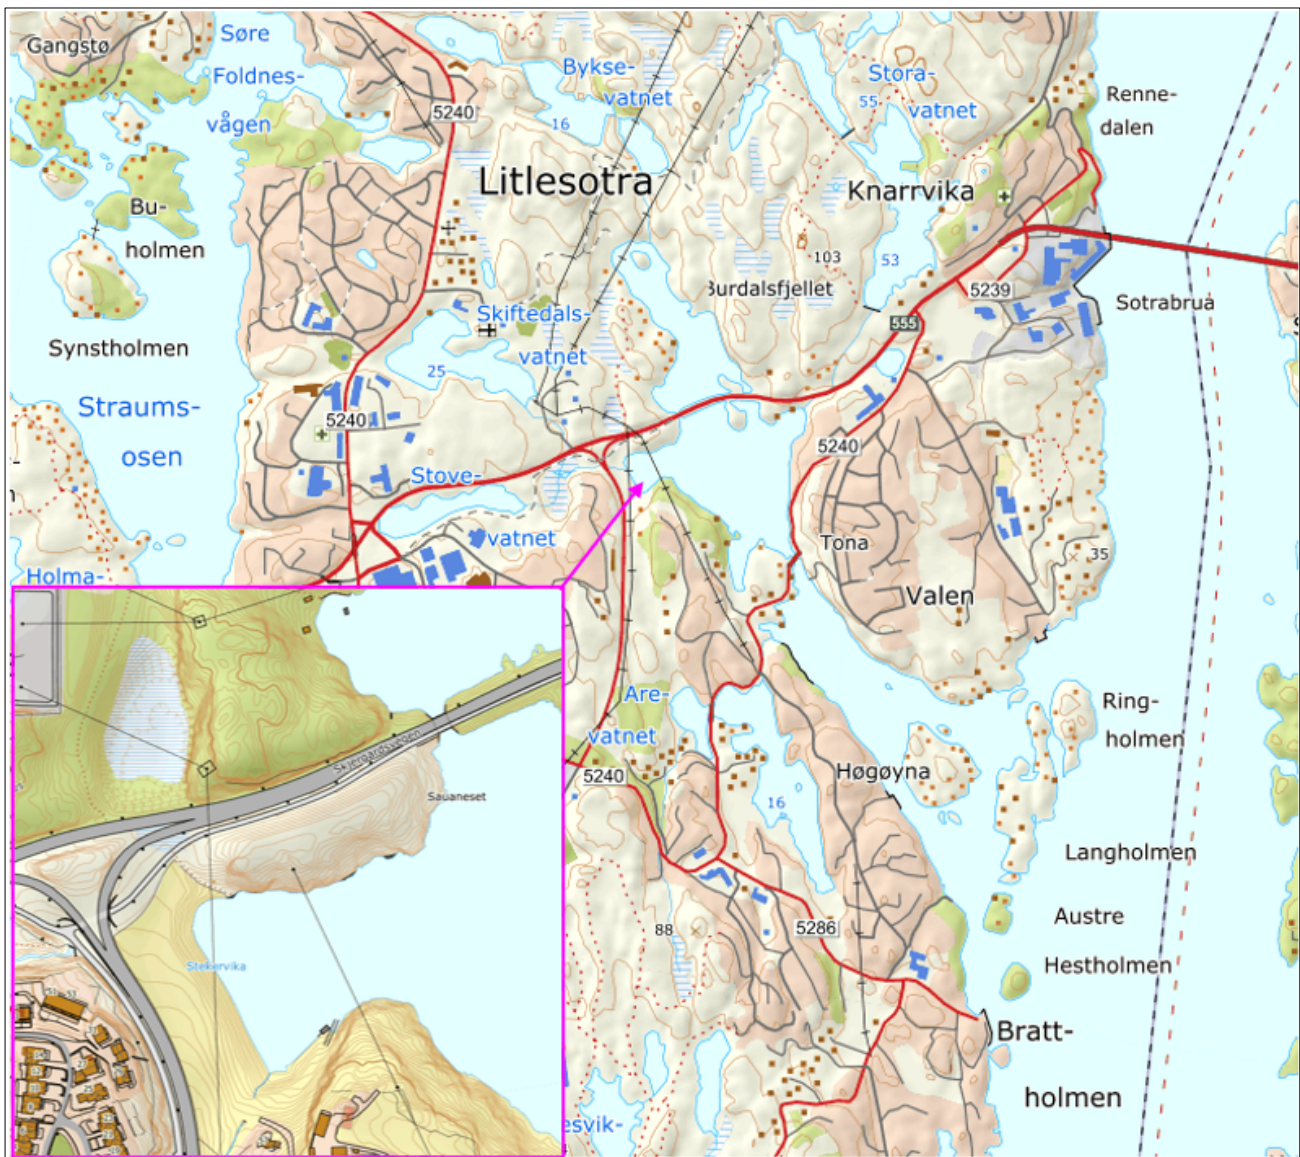 Søre
Gangstø
Foldnes-
vågen
5240
Bykse-
vatnet
16
Stora-
55
vatnet
Renne-
dalen
Litlesotra
Knarrvika
Bu-
holmen
103
53
Burdalsfjellet
5239
Sotrabrua
Skiftedals-
vatnet
555
Synstholmen
25
Straums-
osen
5240
5240
Stove-
vatnet
Tona
35
Holma-
Valen
Are-
vatnet
Ring-
holmen
5240
Høgøyna
16
Langholmen
88
5286
Austre
Hestholmen
Bratt-
holmen
esvik-
Skjergardsvegen
Sauaneset
Stekervika